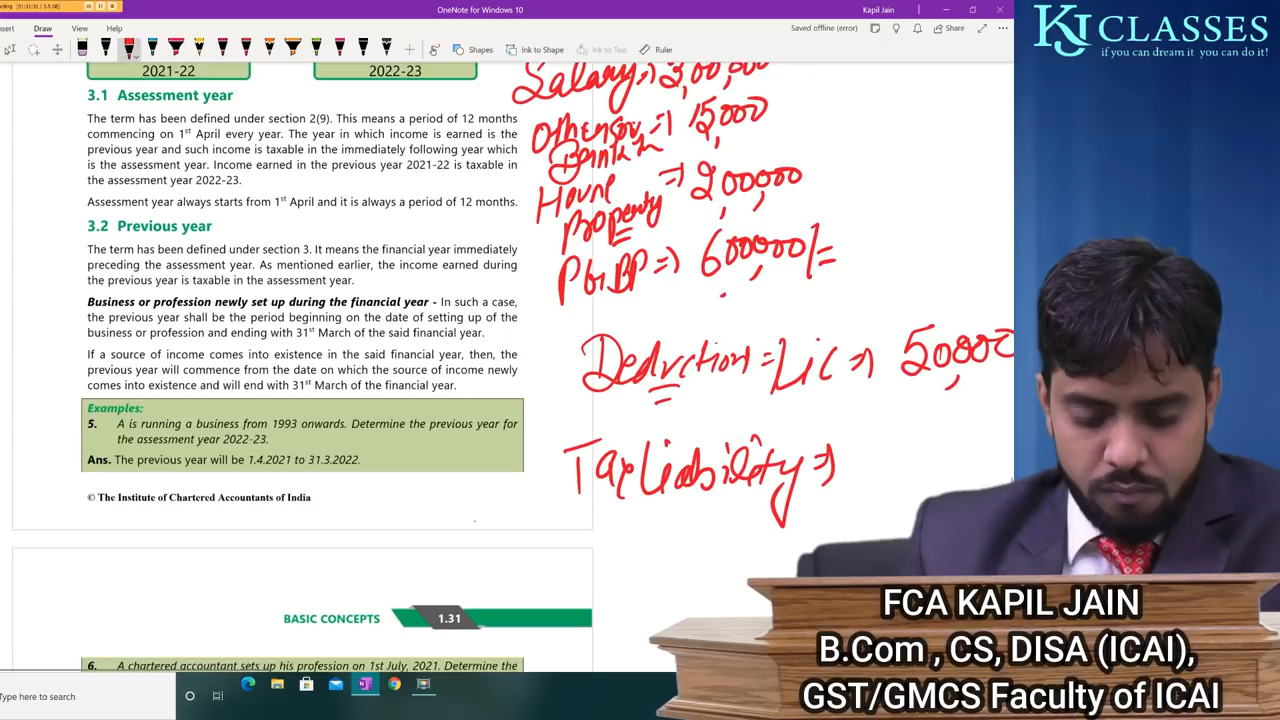 OneNote for Windows 10
Kapil Jain
Insert
Draw
View
Help
Saved offline (error)
Share
Shapes
Ink to Shape
Ink to Text
Ruler
KJ CLASSES
if you can dream it you can do it!
2021-22
2022-23
3.1 Assessment year
The term has been defined under section 2(9). This means a period of 12 months
commencing on 1st April every year. The year in which income is earned is the
previous year and such income is taxable in the immediately following year which
is the assessment year. Income earned in the previous year 2021-22 is taxable in
the assessment year 2022-23.
Assessment year always starts from 1st April and it is always a period of 12 months.
3.2 Previous year
The term has been defined under section 3. It means the financial year immediately
preceding the assessment year. As mentioned earlier, the income earned during
the previous year is taxable in the assessment year.
Business or profession newly set up during the financial year - In such a case,
the previous year shall be the period beginning on the date of setting up of the
business or profession and ending with 31st March of the said financial year.
If a source of income comes into existence in the said financial year, then, the
previous year will commence from the date on which the source of income newly
comes into existence and will end with 31st March of the financial year.
Examples:
5. A is running a business from 1993 onwards. Determine the previous year for
the assessment year 2022-23.
Ans. The previous year will be 1.4.2021 to 31.3.2022.
© The Institute of Chartered Accountants of India
BASIC CONCEPTS 1.31
6. A chartered accountant sets up his profession on 1st July, 2021. Determine the
Salary =>
=> 15,000
House
Property => 2,00,000
PGBP => 600,000/=
Deduction = LIC => 50,000
Tax Liability =>
FCA KAPIL JAIN
B.Com , CS, DISA (ICAI),
GST/GMCS Faculty of ICAI
Type here to search